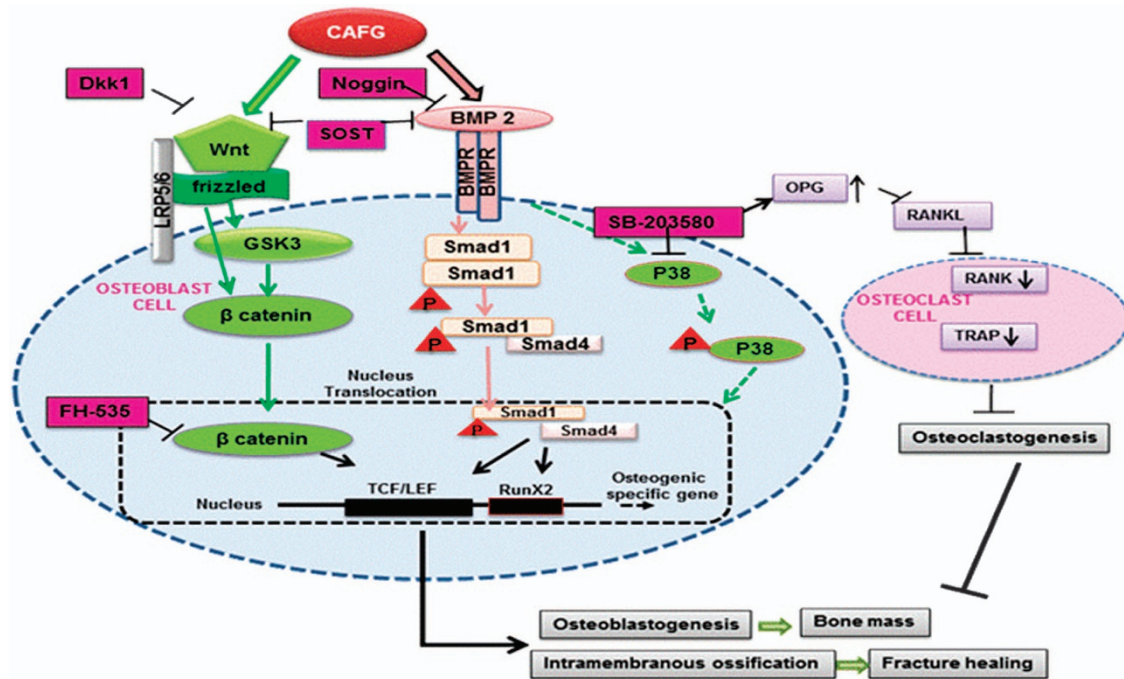 CAFG
Dkk1
Noggin
BMP 2
SOST
Wnt
LRP5/6
frizzled
BMPR
BMPR
OPG
SB-203580
RANKL
GSK3
Smad1
Smad1
P38
RANK
OSTEOBLAST
CELL
OSTEOCLAST
CELL
β catenin
P
Smad1
P
Smad4
P
P38
TRAP
Nucleus
Translocation
FH-535
Smad1
P
Smad4
β catenin
Osteoclastogenesis
TCF/LEF
RunX2
Osteogenic
specific gene
Nucleus
Osteoblastogenesis
Bone mass
Intramembranous ossification
Fracture healing